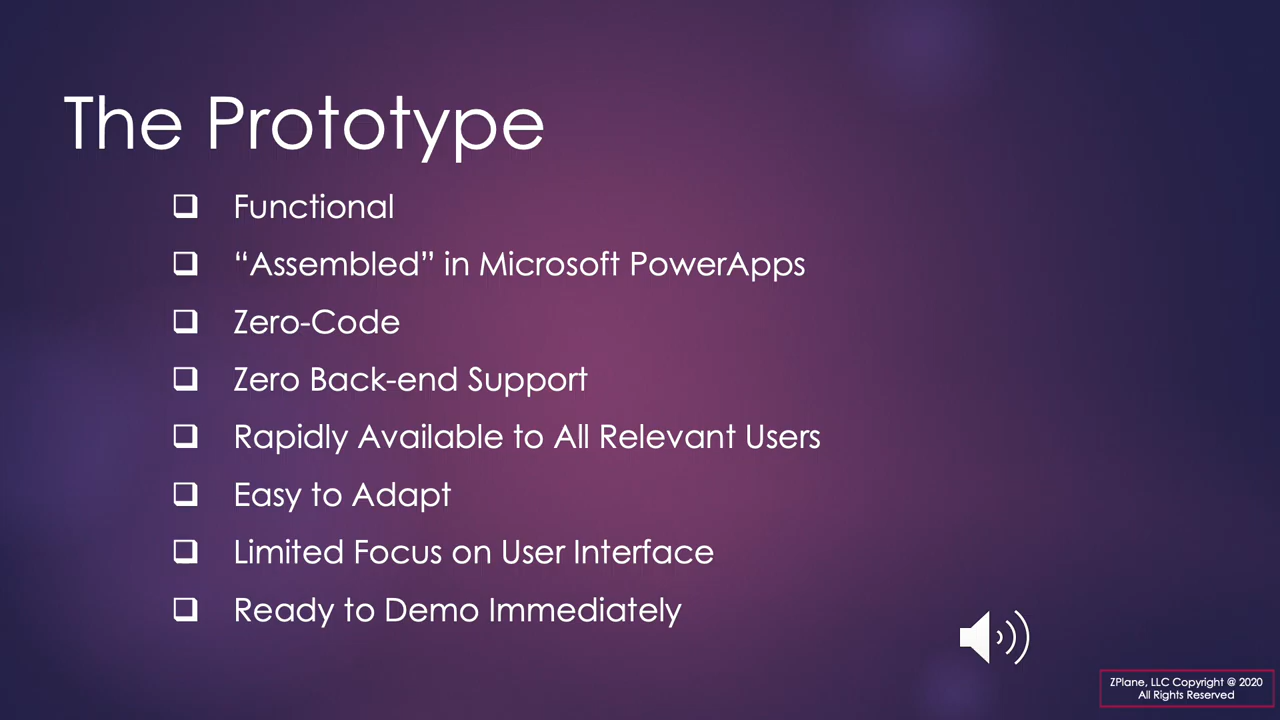 The Prototype
Functional
“Assembled” in Microsoft PowerApps
Zero-Code
Zero Back-end Support
Rapidly Available to All Relevant Users
Easy to Adapt
Limited Focus on User Interface
Ready to Demo Immediately
ZPlane, LLC Copyright @ 2020
All Rights Reserved